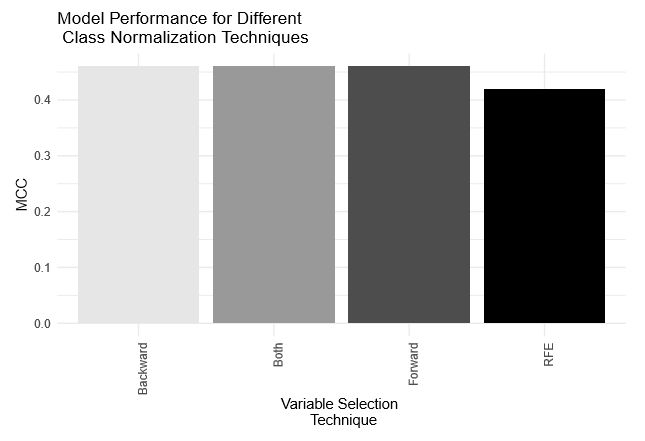 Model Performance for Different
Class Normalization Techniques
MCC
0.4
0.3
0.2
0.1
0.0
Backward
Both
Forward
RFE
Variable Selection
Technique